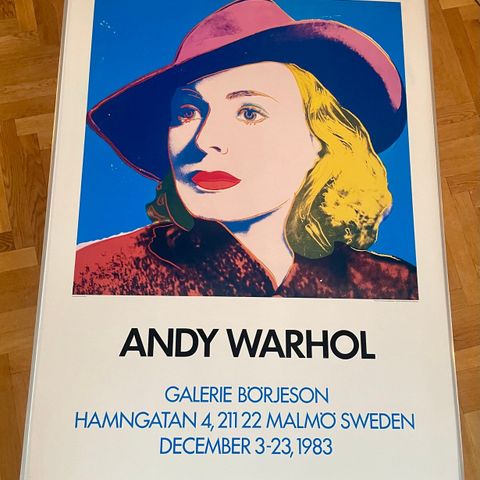 ANDY WARHOL
GALERIE BÖRJESON
HAMNGATAN 4, 211 22 MALMÖ SWEDEN
DECEMBER 3-23, 1983